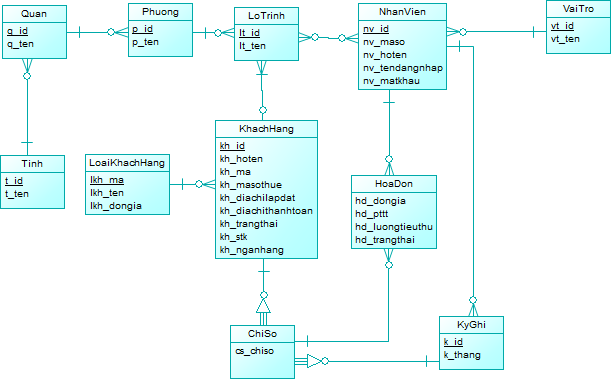 Quan
q_id
q_ten
Phuong
p_id
p_ten
LoTrinh
lt_id
lt_ten
NhanVien
nv_id
nv_maso
nv_hoten
nv_tendangnhap
nv_matkhau
VaiTro
vt_id
vt_ten
Tinh
t_id
t_ten
LoaiKhachHang
lkh_ma
lkh_ten
lkh_dongia
KhachHang
kh_id
kh_hoten
kh_ma
kh_masothue
kh_diachilapdat
kh_diachithanhtoan
kh_trangthai
kh_stk
kh_nganhang
HoaDon
hd_dongia
hd_pttt
hd_luongtieuthu
hd_trangthai
ChiSo
cs_chiso
KyGhi
k_id
k_thang